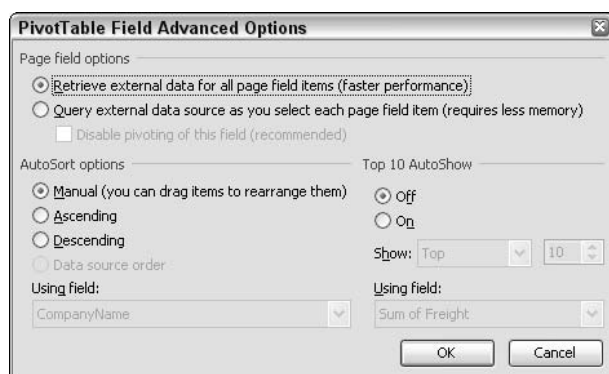 PivotTable Field Advanced Options
Page field options
Retrieve external data for all page field items (faster performance)
Query external data source as you select each page field item (requires less memory)
Disable pivoting of this field (recommended)
AutoSort options
Manual (you can drag items to rearrange them)
Ascending
Descending
Data source order
Using field:
CompanyName
Top 10 AutoShow
Off
On
Show: Top 10
Using field:
Sum of Freight
OK Cancel